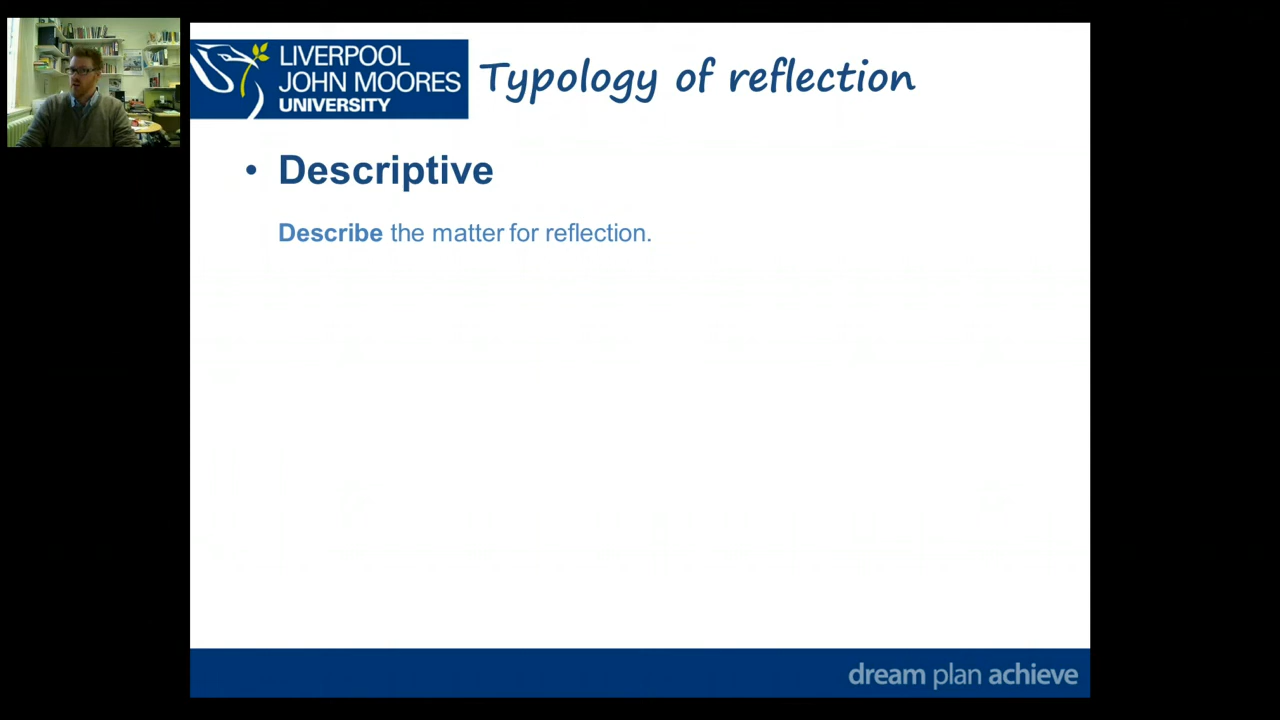 LIVERPOOL
JOHN MOORES
UNIVERSITY
Typology of reflection
• Descriptive
Describe the matter for reflection.
dream plan achieve